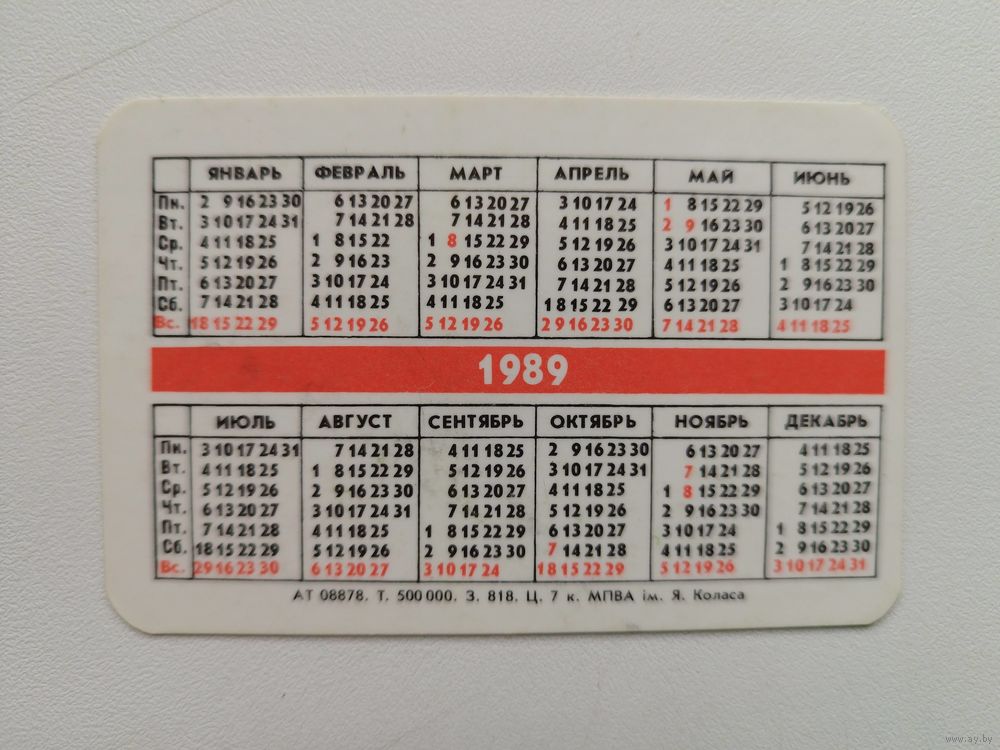 ЯНВАРЬ ФЕВРАЛЬ МАРТ АПРЕЛЬ МАЙ ИЮНЬ
Пн. 2 9 16 23 30 6 13 20 27 6 13 20 27 3 10 17 24 1 8 15 22 29 5 12 19 26
Вт. 3 10 17 24 31 7 14 21 28 7 14 21 28 4 11 18 25 2 9 16 23 30 6 13 20 27
Ср. 4 11 18 25 1 8 15 22 1 8 15 22 29 5 12 19 26 3 10 17 24 31 7 14 21 28
Чт. 5 12 19 26 2 9 16 23 2 9 16 23 30 6 13 20 27 4 11 18 25 1 8 15 22 29
Пт. 6 13 20 27 3 10 17 24 3 10 17 24 31 7 14 21 28 5 12 19 26 2 9 16 23 30
Сб. 7 14 21 28 4 11 18 25 4 11 18 25 1 8 15 22 29 6 13 20 27 3 10 17 24
Вс. 1 8 15 22 29 5 12 19 26 5 12 19 26 2 9 16 23 30 7 14 21 28 4 11 18 25
1989
ИЮЛЬ АВГУСТ СЕНТЯБРЬ ОКТЯБРЬ НОЯБРЬ ДЕКАБРЬ
Пн. 3 10 17 24 31 7 14 21 28 4 11 18 25 2 9 16 23 30 6 13 20 27 4 11 18 25
Вт. 4 11 18 25 1 8 15 22 29 5 12 19 26 3 10 17 24 31 7 14 21 28 5 12 19 26
Ср. 5 12 19 26 2 9 16 23 30 6 13 20 27 4 11 18 25 1 8 15 22 29 6 13 20 27
Чт. 6 13 20 27 3 10 17 24 31 7 14 21 28 5 12 19 26 2 9 16 23 30 7 14 21 28
Пт. 7 14 21 28 4 11 18 25 1 8 15 22 29 6 13 20 27 3 10 17 24 1 8 15 22 29
Сб. 1 8 15 22 29 5 12 19 26 2 9 16 23 30 7 14 21 28 4 11 18 25 2 9 16 23 30
Вс. 2 9 16 23 30 6 13 20 27 3 10 17 24 1 8 15 22 29 5 12 19 26 3 10 17 24 31
АТ 08878. Т. 500 000. З. 818. Ц. 7 к. МПВА ім. Я. Коласа
www.ay.by